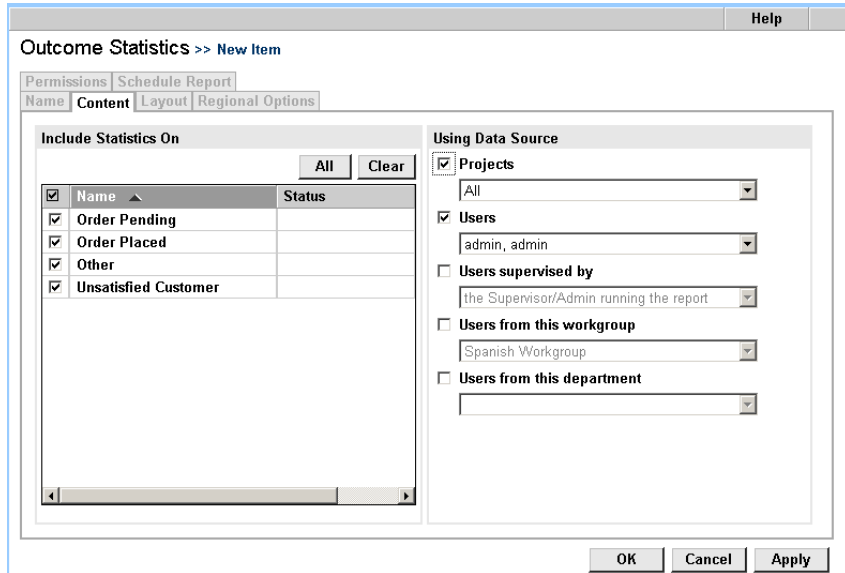 Help
Outcome Statistics >> New Item
Permissions Schedule Report
Name Content Layout Regional Options
Include Statistics On
All Clear
Name Status
Order Pending
Order Placed
Other
Unsatisfied Customer
Using Data Source
Projects
All
Users
admin, admin
Users supervised by
the Supervisor/Admin running the report
Users from this workgroup
Spanish Workgroup
Users from this department
OK Cancel Apply